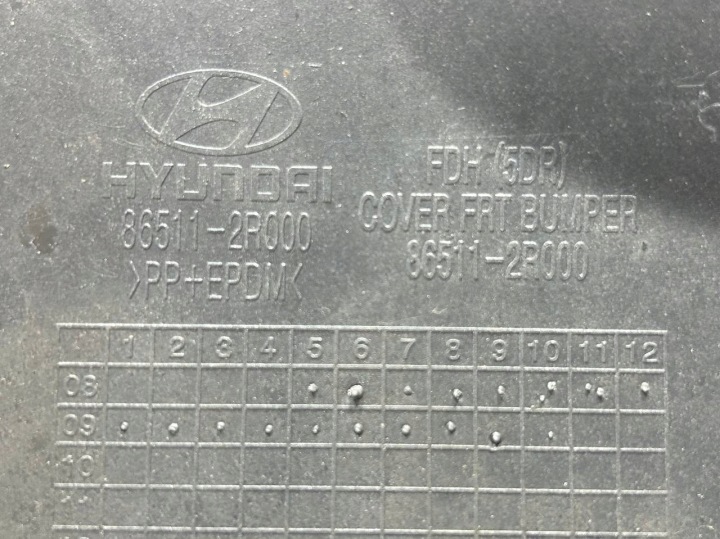 HYUNDAI
86511-2R000
>PP+EPDM<
FDH (5DR)
COVER FRT BUMPER
86511-2R000
1 2 3 4 5 6 7 8 9 10 11 12
08
09
10
11